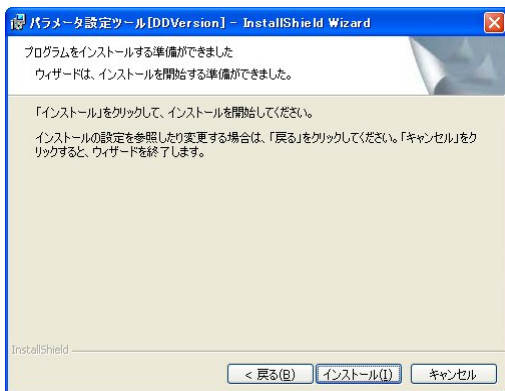 パラメータ設定ツール[DDVersion] - InstallShield Wizard
プログラムをインストールする準備ができました
ウィザードは、インストールを開始する準備ができました。
「インストール」をクリックして、インストールを開始してください。
インストールの設定を参照したり変更する場合は、「戻る」をクリックしてください。「キャンセル」をク
リックすると、ウィザードを終了します。
InstallShield
< 戻る(B) インストール(I) キャンセル